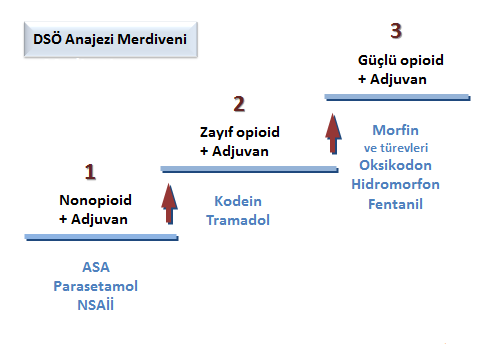 DSÖ Anajezi Merdiveni
1
Nonopioid
+ Adjuvan
ASA
Parasetamol
NSAİİ
2
Zayıf opioid
+ Adjuvan
Kodein
Tramadol
3
Güçlü opioid
+ Adjuvan
Morfin
ve türevleri
Oksikodon
Hidromorfon
Fentanil